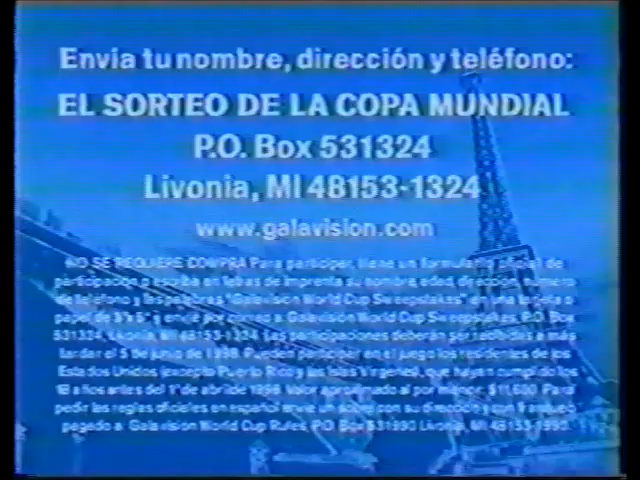 Envia tu nombre, dirección y teléfono:
EL SORTEO DE LA COPA MUNDIAL
P.O. Box 531324
Livonia, MI 48153-1324
www.galavision.com
NO SE REQUIERE COMPRA Para participar, llene un formulario oficial de
participación o escriba en letras de imprenta su nombre, edad, dirección, número
de teléfono y las palabras "Galavision World Cup Sweepstakes" en una tarjeta o
papel de 3"x 5" y envíe por correo a Galavision World Cup Sweepstakes, P.O. Box
531324, Livonia, MI 48153-1324. Las participaciones deberán ser recibidas a más
tardar el 5 de junio de 1998. Pueden participar en el juego los residentes de los
Estados Unidos (excepto Puerto Rico y las Islas Vírgenes), que hayan cumplido los
18 años antes del 1° de abril de 1998. Valor aproximado al por menor: $11,600. Para
pedir las reglas oficiales en español envíe un sobre con su dirección y con
pegado a Galavision World Cup Rules, P.O. Box 531990 Livonia, MI 48153-1990.